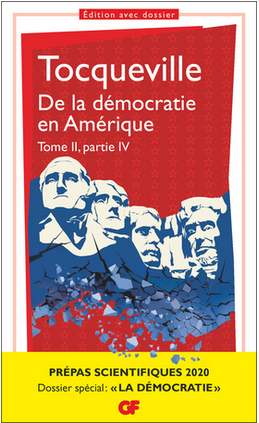 Édition avec dossier
Tocqueville
De la démocratie
en Amérique
Tome II, partie IV
PRÉPAS SCIENTIFIQUES 2020
Dossier spécial: « LA DÉMOCRATIE »
GF